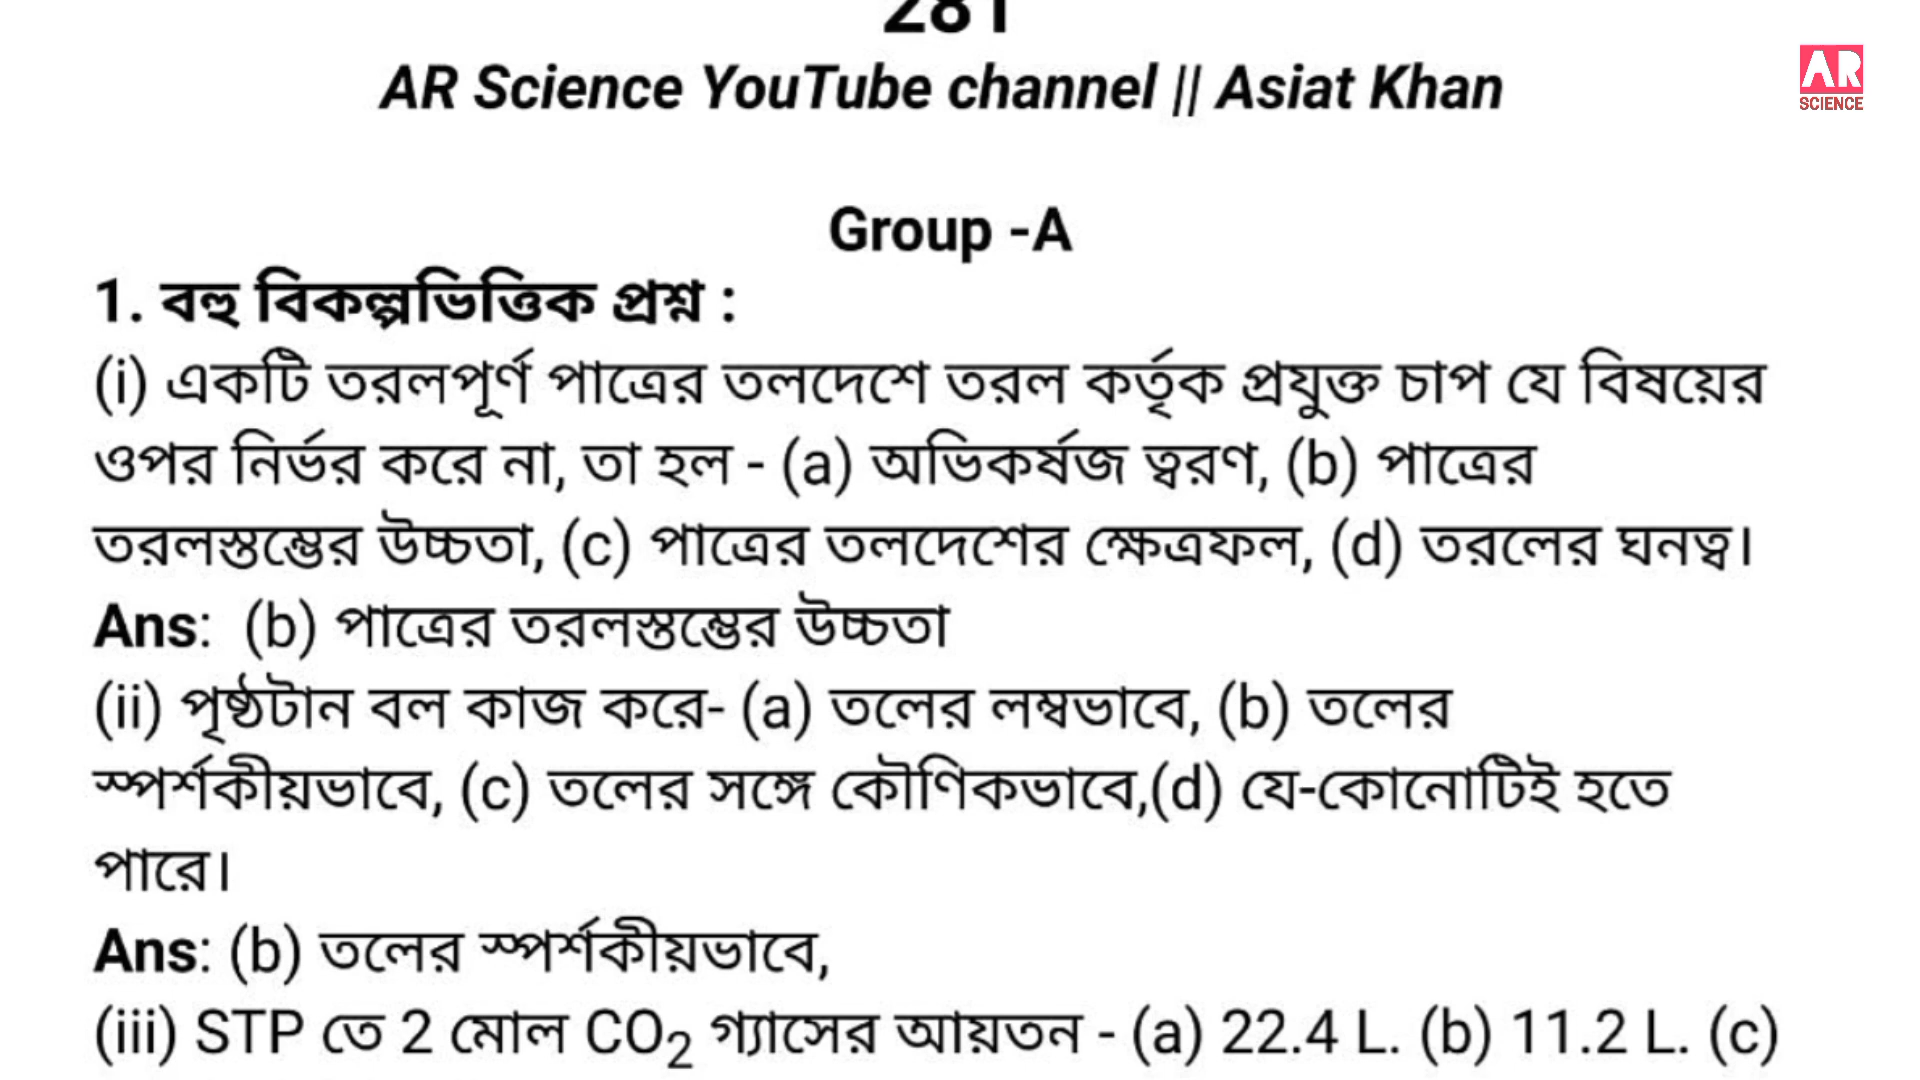 281
AR Science YouTube channel || Asiat Khan
AR
SCIENCE
Group -A
1. বহু বিকল্পভিত্তিক প্রশ্ন :
(i) একটি তরলপূর্ণ পাত্রের তলদেশে তরল কর্তৃক প্রযুক্ত চাপ যে বিষয়ের
ওপর নির্ভর করে না, তা হল - (a) অভিকর্ষজ ত্বরণ, (b) পাত্রের
তরলস্তম্ভের উচ্চতা, (c) পাত্রের তলদেশের ক্ষেত্রফল, (d) তরলের ঘনত্ব।
Ans: (b) পাত্রের তরলস্তম্ভের উচ্চতা
(ii) পৃষ্ঠটান বল কাজ করে- (a) তলের লম্বভাবে, (b) তলের
স্পর্শকীয়ভাবে, (c) তলের সঙ্গে কৌণিকভাবে,(d) যে-কোনোটিই হতে
পারে।
Ans: (b) তলের স্পর্শকীয়ভাবে,
(iii) STP তে 2 মোল CO₂ গ্যাসের আয়তন - (a) 22.4 L. (b) 11.2 L. (c)